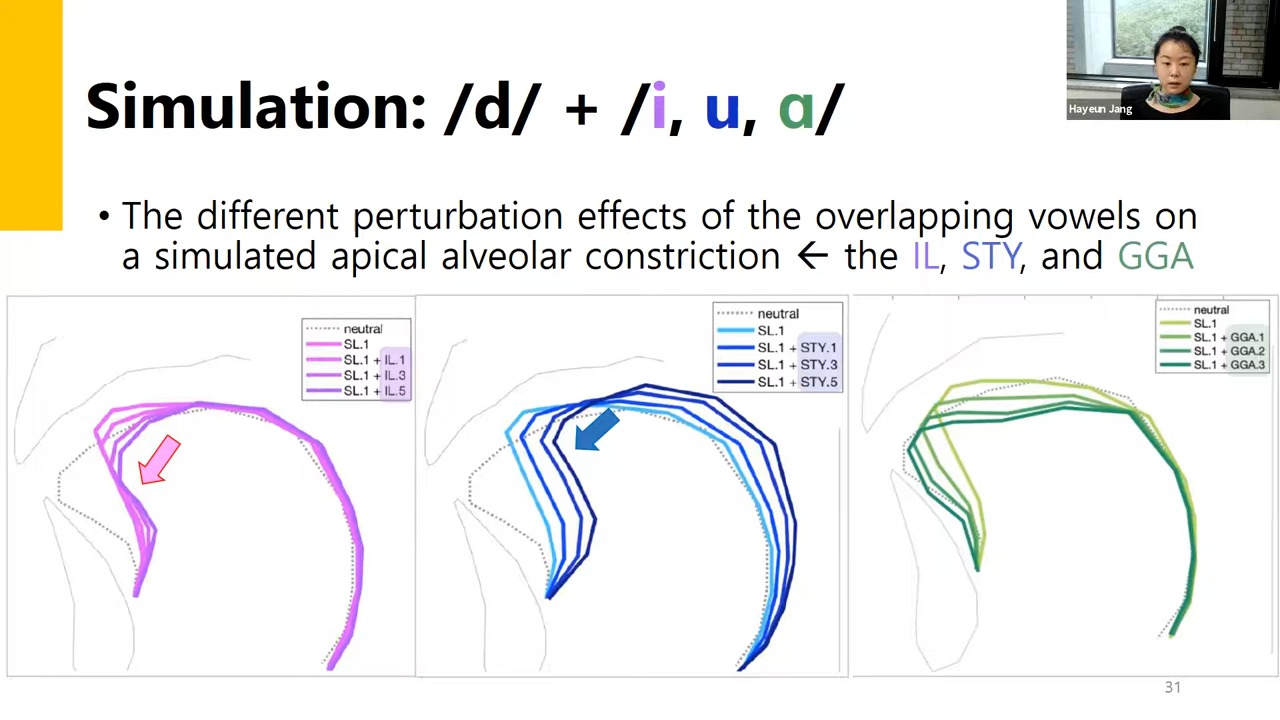 Hayeun Jang
Simulation: /d/ + /i, u, ɑ/
• The different perturbation effects of the overlapping vowels on
a simulated apical alveolar constriction ← the IL, STY, and GGA
neutral
SL.1
SL.1 + IL.1
SL.1 + IL.3
SL.1 + IL.5
neutral
SL.1
SL.1 + STY.1
SL.1 + STY.3
SL.1 + STY.5
neutral
SL.1
SL.1 + GGA.1
SL.1 + GGA.2
SL.1 + GGA.3
31